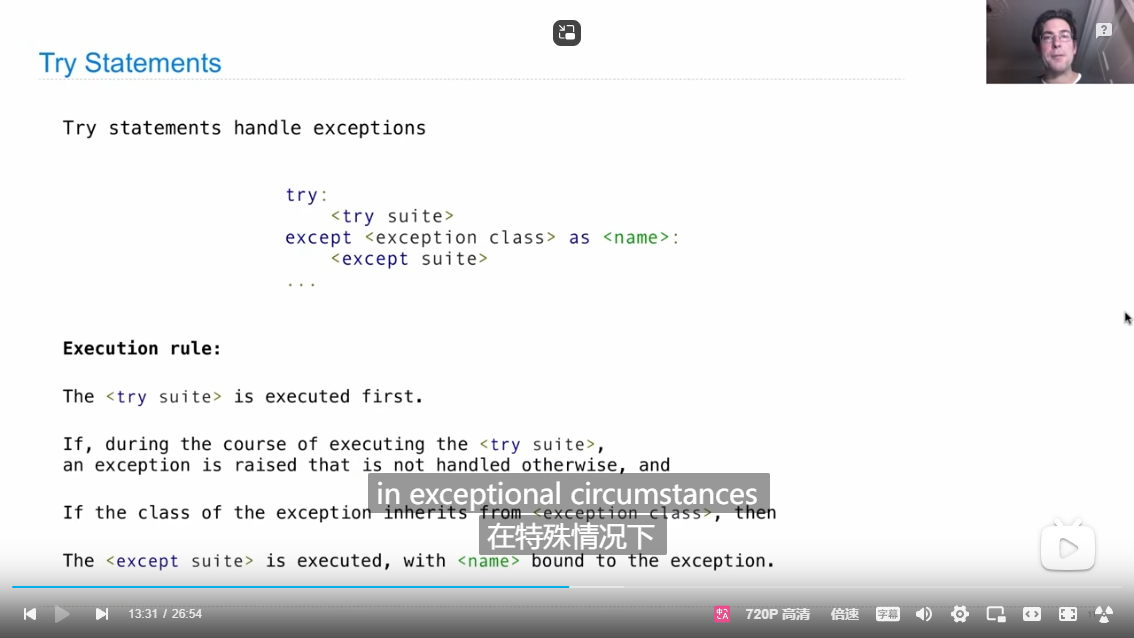 Try Statements
Try statements handle exceptions
try:
<try suite>
except <exception class> as <name>:
<except suite>
...
Execution rule:
The <try suite> is executed first.
If, during the course of executing the <try suite>,
an exception is raised that is not handled otherwise, and
in exceptional circumstances
If the class of the exception inherits from <exception class>, then
在特殊情况下
The <except suite> is executed, with <name> bound to the exception.
13:31 / 26:54
720P 高清
倍速
字幕